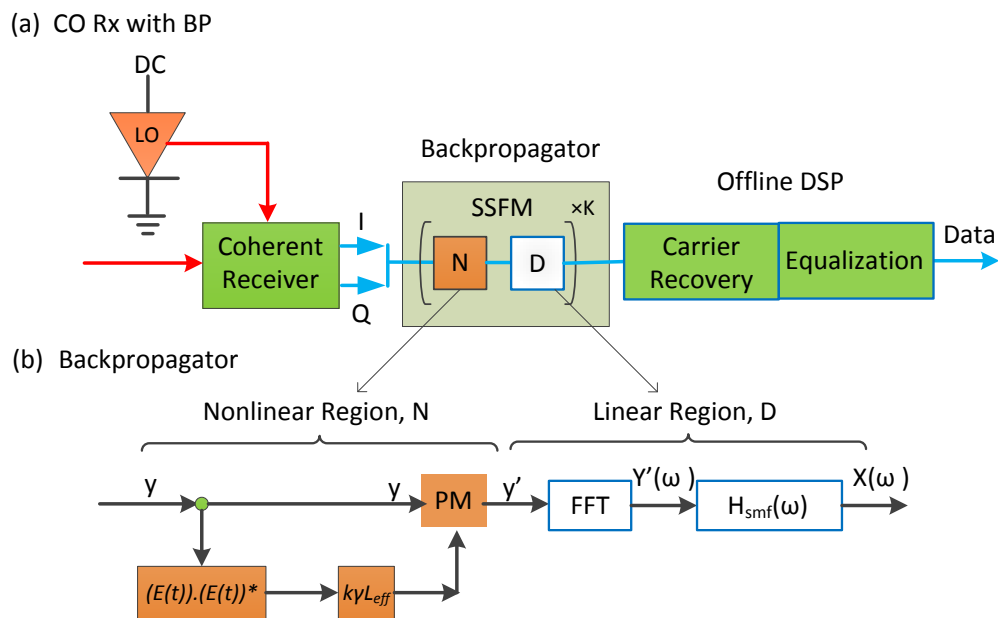 (a) CO Rx with BP
DC
LO
Backpropagator
Offline DSP
SSFM
×K
Coherent
Receiver
I
Q
N
D
Carrier
Recovery
Equalization
Data
(b) Backpropagator
Nonlinear Region, N
Linear Region, D
y
y
PM
y’
FFT
Y’(ω )
Hsmf(ω)
X(ω )
(E(t)).(E(t))*
kγLeff